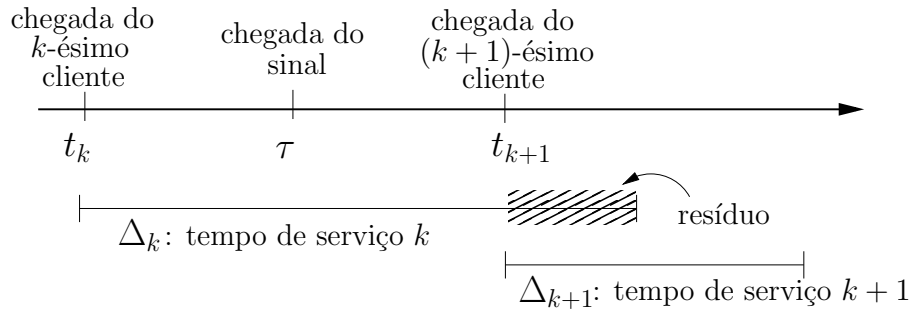 chegada do
k-ésimo
cliente
chegada do
sinal
chegada do
(k + 1)-ésimo
cliente
t_k
τ
t_{k+1}
resíduo
Δ_k: tempo de serviço k
Δ_{k+1}: tempo de serviço k + 1